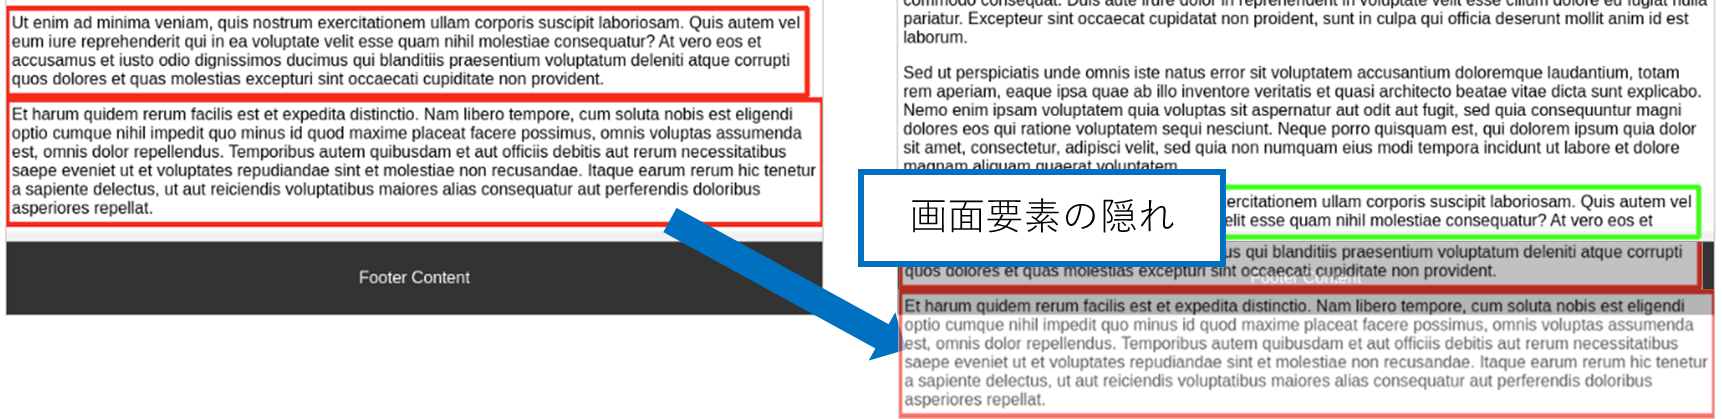 Ut enim ad minima veniam, quis nostrum exercitationem ullam corporis suscipit laboriosam. Quis autem vel
eum iure reprehenderit qui in ea voluptate velit esse quam nihil molestiae consequatur? At vero eos et
accusamus et iusto odio dignissimos ducimus qui blanditiis praesentium voluptatum deleniti atque corrupti
quos dolores et quas molestias excepturi sint occaecati cupiditate non provident.
Et harum quidem rerum facilis est et expedita distinctio. Nam libero tempore, cum soluta nobis est eligendi
optio cumque nihil impedit quo minus id quod maxime placeat facere possimus, omnis voluptas assumenda
est, omnis dolor repellendus. Temporibus autem quibusdam et aut officiis debitis aut rerum necessitatibus
saepe eveniet ut et voluptates repudiandae sint et molestiae non recusandae. Itaque earum rerum hic tenetur
a sapiente delectus, ut aut reiciendis voluptatibus maiores alias consequatur aut perferendis doloribus
asperiores repellat.
Footer Content
commodo consequat. Duis aute irure dolor in reprehenderit in voluptate velit esse cillum dolore eu fugiat nulla
pariatur. Excepteur sint occaecat cupidatat non proident, sunt in culpa qui officia deserunt mollit anim id est
laborum.
Sed ut perspiciatis unde omnis iste natus error sit voluptatem accusantium doloremque laudantium, totam
rem aperiam, eaque ipsa quae ab illo inventore veritatis et quasi architecto beatae vitae dicta sunt explicabo.
Nemo enim ipsam voluptatem quia voluptas sit aspernatur aut odit aut fugit, sed quia consequuntur magni
dolores eos qui ratione voluptatem sequi nesciunt. Neque porro quisquam est, qui dolorem ipsum quia dolor
sit amet, consectetur, adipisci velit, sed quia non numquam eius modi tempora incidunt ut labore et dolore
magnam aliquam quaerat voluptatem.
画面要素の隠れ
ercitationem ullam corporis suscipit laboriosam. Quis autem vel
elit esse quam nihil molestiae consequatur? At vero eos et
us qui blanditiis praesentium voluptatum deleniti atque corrupti
quos dolores et quas molestias excepturi sint occaecati cupiditate non provident.
Footer Content
Et harum quidem rerum facilis est et expedita distinctio. Nam libero tempore, cum soluta nobis est eligendi
optio cumque nihil impedit quo minus id quod maxime placeat facere possimus, omnis voluptas assumenda
est, omnis dolor repellendus. Temporibus autem quibusdam et aut officiis debitis aut rerum necessitatibus
saepe eveniet ut et voluptates repudiandae sint et molestiae non recusandae. Itaque earum rerum hic tenetur
a sapiente delectus, ut aut reiciendis voluptatibus maiores alias consequatur aut perferendis doloribus
asperiores repellat.